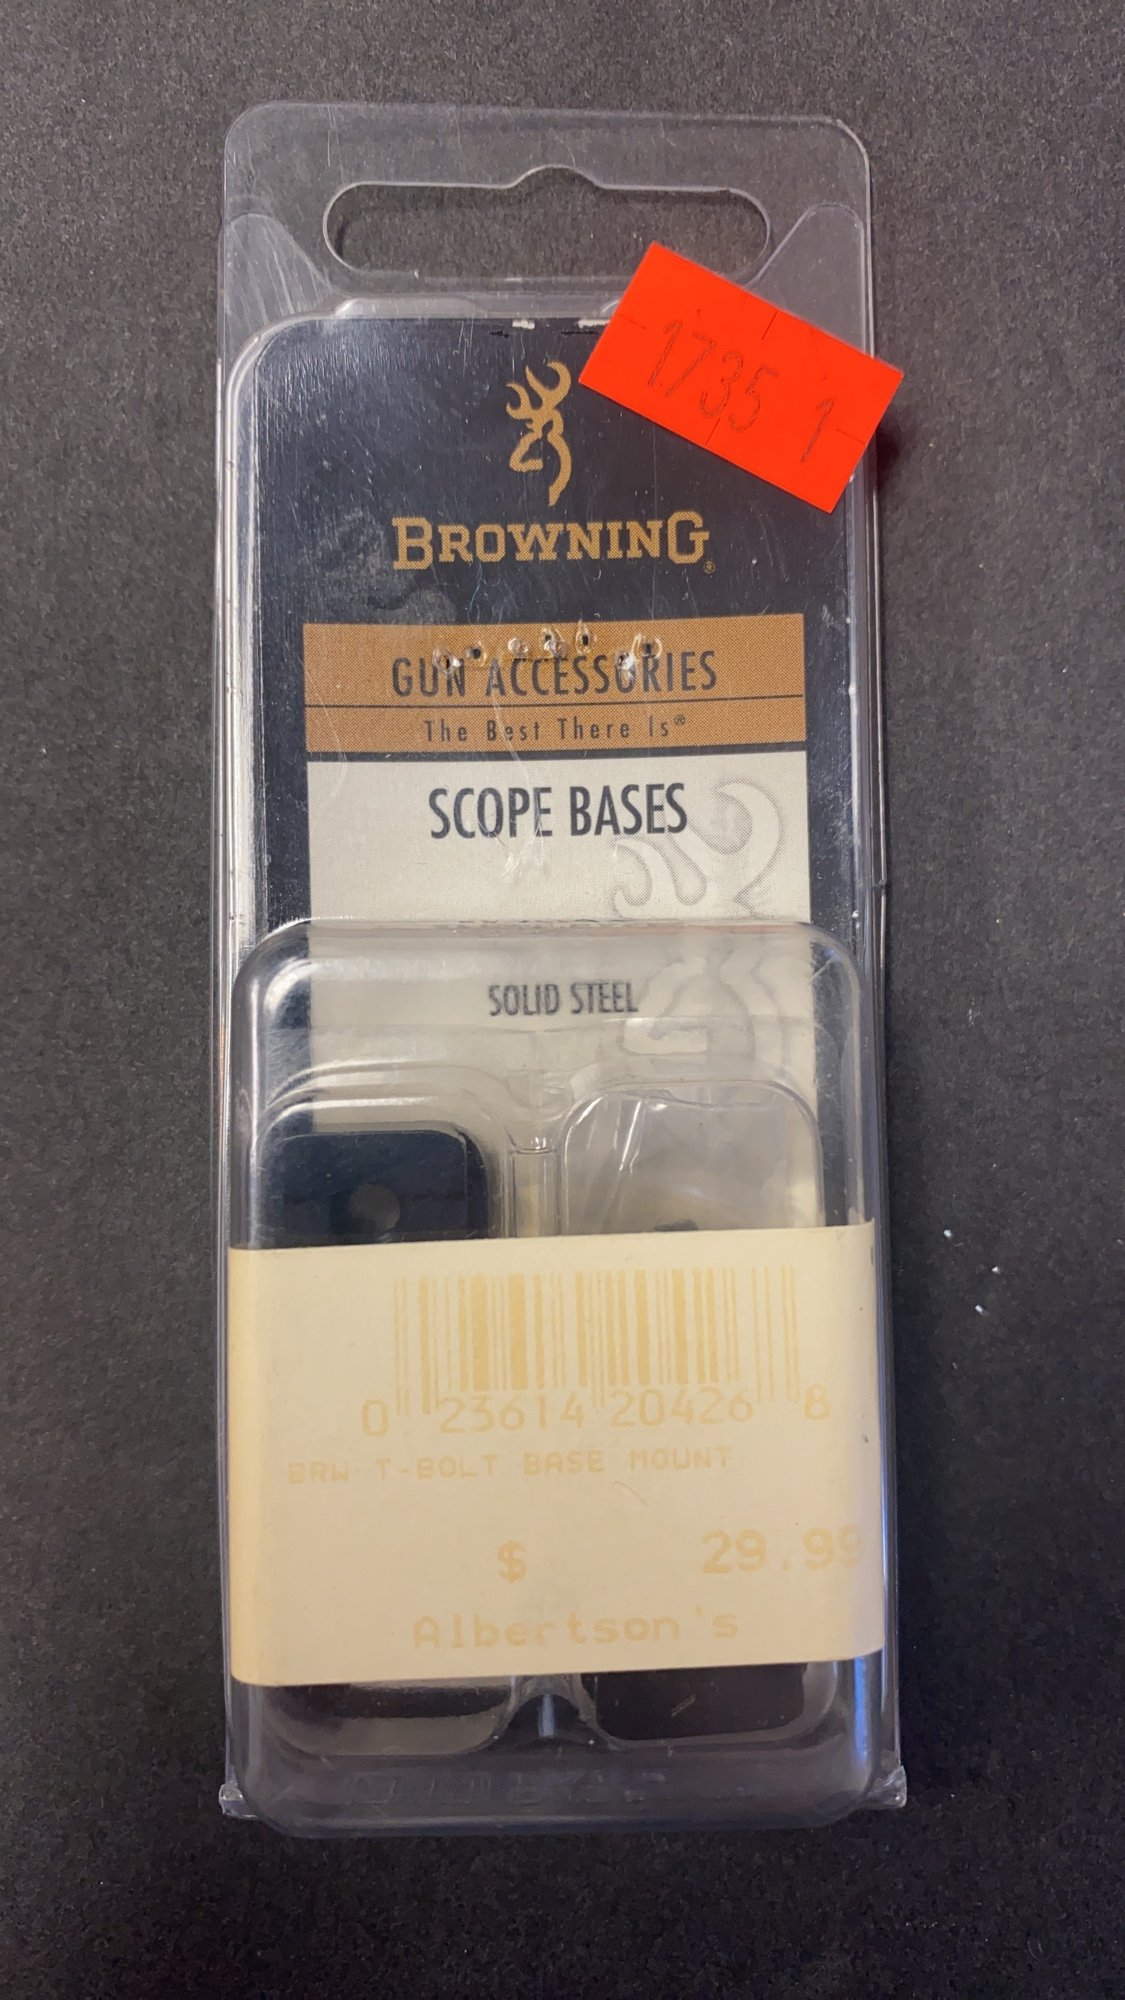 1735 1
BROWNING®
GUN ACCESSORIES
The Best There Is®
SCOPE BASES
SOLID STEEL
0 23614 20426 8
BRW T-BOLT BASE MOUNT
$ 29.99
Albertson's